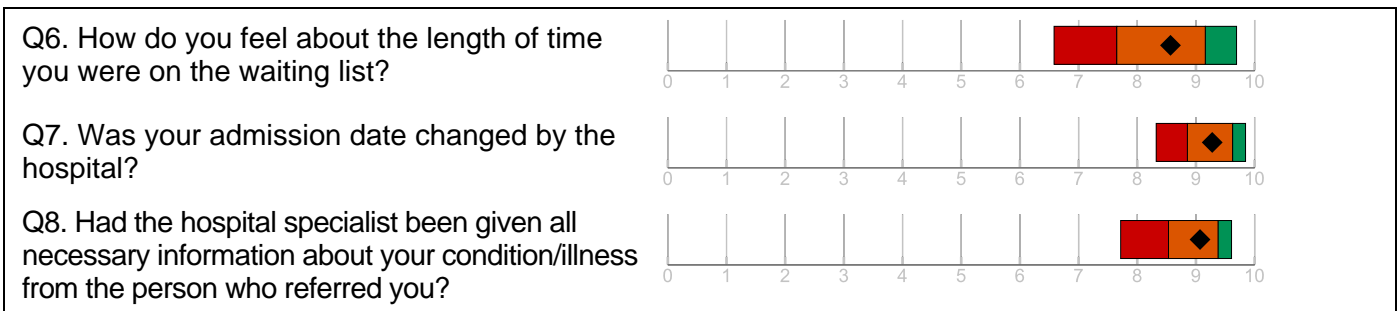 Q6. How do you feel about the length of time
you were on the waiting list?
0 1 2 3 4 5 6 7 8 9 10
Q7. Was your admission date changed by the
hospital?
0 1 2 3 4 5 6 7 8 9 10
Q8. Had the hospital specialist been given all
necessary information about your condition/illness
from the person who referred you?
0 1 2 3 4 5 6 7 8 9 10